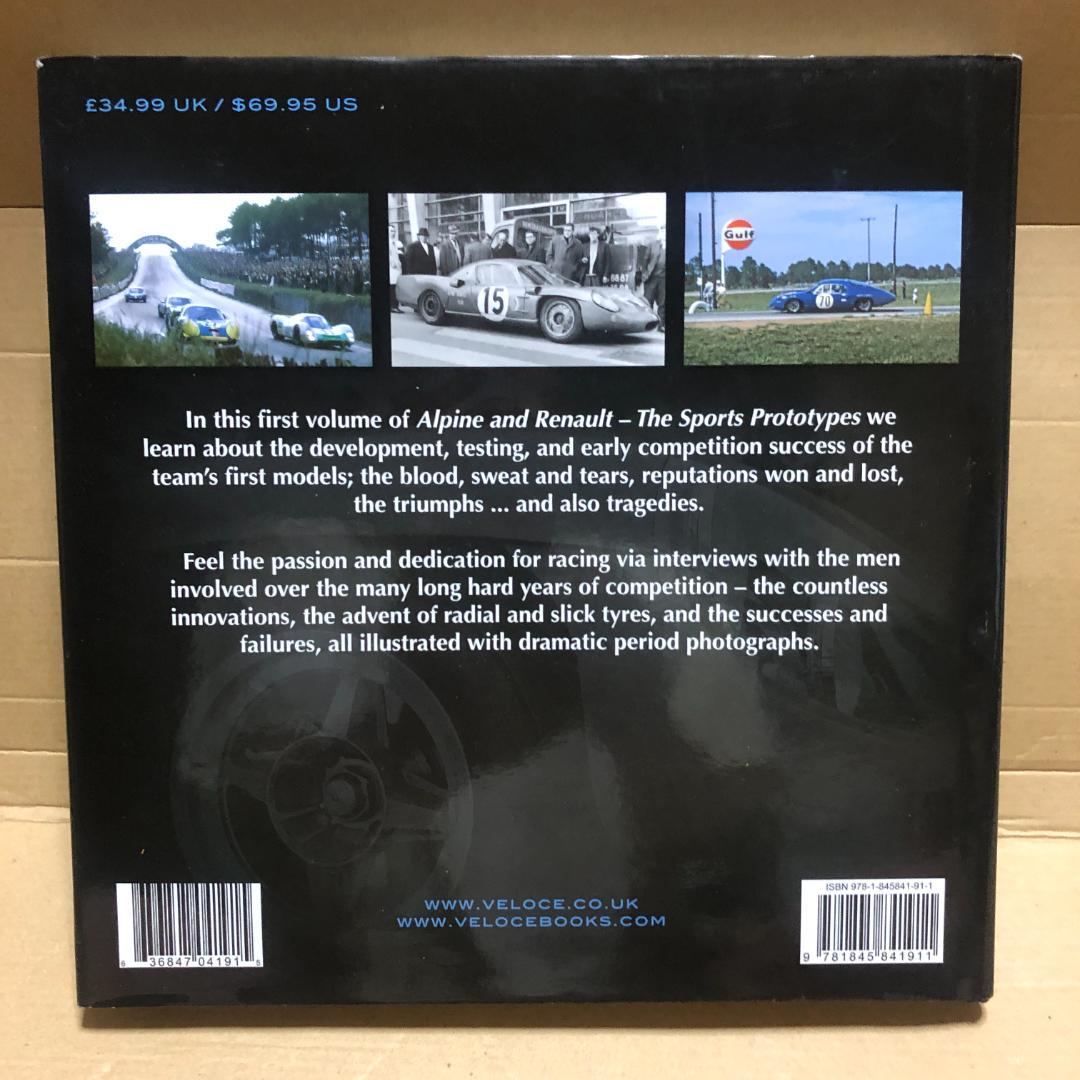 £34.99 UK / $69.95 US
Gulf
15
70
In this first volume of Alpine and Renault – The Sports Prototypes we
learn about the development, testing, and early competition success of the
team's first models; the blood, sweat and tears, reputations won and lost,
the triumphs ... and also tragedies.
Feel the passion and dedication for racing via interviews with the men
involved over the many long hard years of competition – the countless
innovations, the advent of radial and slick tyres, and the successes and
failures, all illustrated with dramatic period photographs.
WWW.VELOCE.CO.UK
WWW.VELOCEBOOKS.COM
6 36847 04191 5
ISBN 978-1-845841-91-1
9 781845 841911